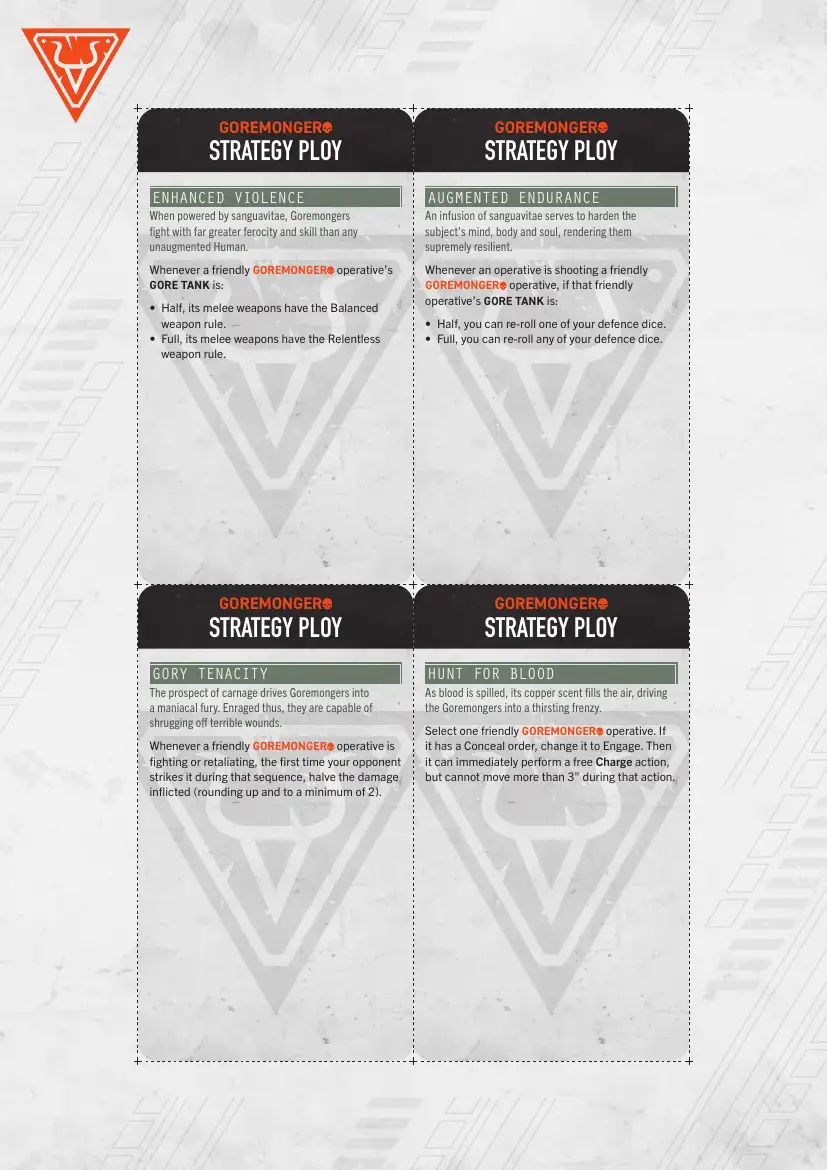 GOREMONGER
STRATEGY PLOY
ENHANCED VIOLENCE
When powered by sanguavitae, Goremongers
fight with far greater ferocity and skill than any
unaugmented Human.
Whenever a friendly GOREMONGER operative's
GORE TANK is:
• Half, its melee weapons have the Balanced
weapon rule.
• Full, its melee weapons have the Relentless
weapon rule.
GOREMONGER
STRATEGY PLOY
AUGMENTED ENDURANCE
An infusion of sanguavitae serves to harden the
subject's mind, body and soul, rendering them
supremely resilient.
Whenever an operative is shooting a friendly
GOREMONGER operative, if that friendly
operative's GORE TANK is:
• Half, you can re-roll one of your defence dice.
• Full, you can re-roll any of your defence dice.
GOREMONGER
STRATEGY PLOY
GORY TENACITY
The prospect of carnage drives Goremongers into
a maniacal fury. Enraged thus, they are capable of
shrugging off terrible wounds.
Whenever a friendly GOREMONGER operative is
fighting or retaliating, the first time your opponent
strikes it during that sequence, halve the damage
inflicted (rounding up and to a minimum of 2).
GOREMONGER
STRATEGY PLOY
HUNT FOR BLOOD
As blood is spilled, its copper scent fills the air, driving
the Goremongers into a thirsting frenzy.
Select one friendly GOREMONGER operative. If
it has a Conceal order, change it to Engage. Then
it can immediately perform a free Charge action,
but cannot move more than 3" during that action.